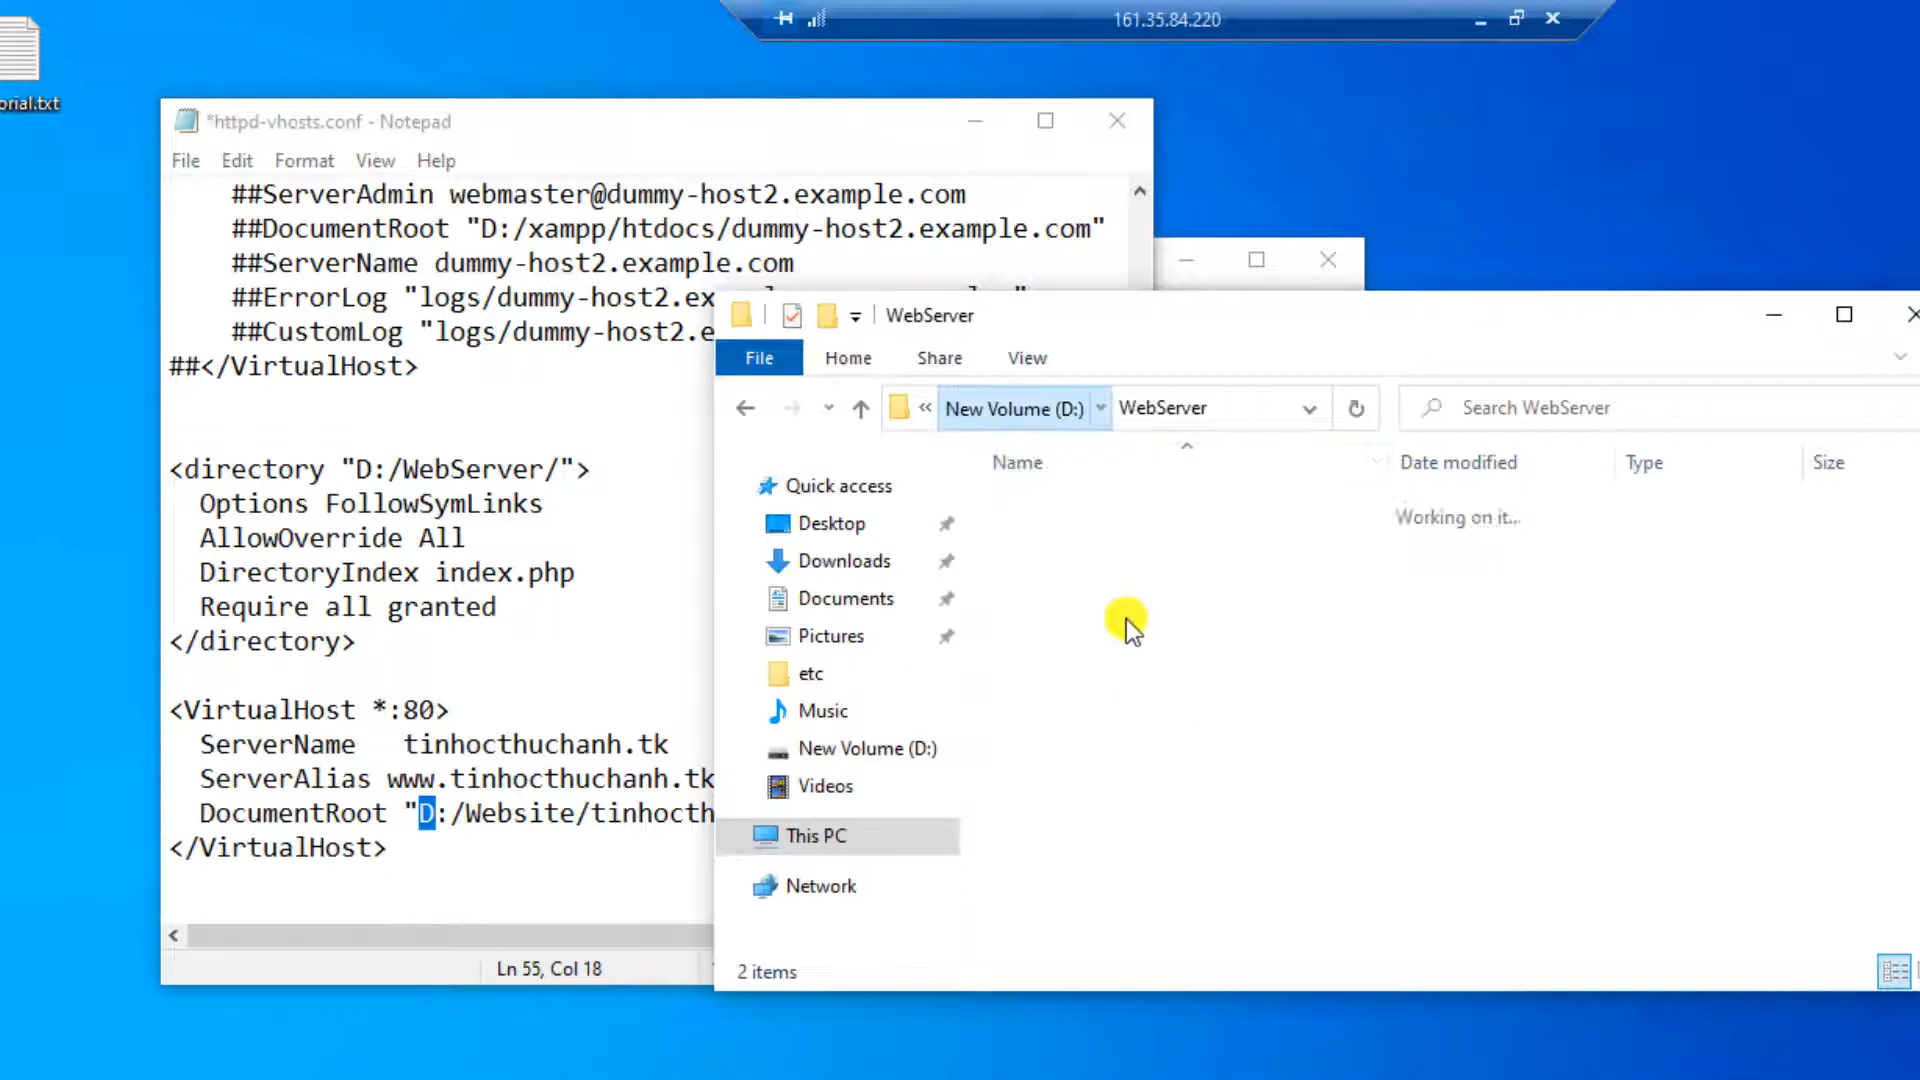 161.35.84.220
orial.txt
*httpd-vhosts.conf - Notepad
File Edit Format View Help
##ServerAdmin webmaster@dummy-host2.example.com
##DocumentRoot "D:/xampp/htdocs/dummy-host2.example.com"
##ServerName dummy-host2.example.com
##ErrorLog "logs/dummy-host2.ex
##CustomLog "logs/dummy-host2.e
##</VirtualHost>
<directory "D:/WebServer/">
Options FollowSymLinks
AllowOverride All
DirectoryIndex index.php
Require all granted
</directory>
<VirtualHost *:80>
ServerName tinhocthuchanh.tk
ServerAlias www.tinhocthuchanh.tk
DocumentRoot "D:/Website/tinhocth
</VirtualHost>
Ln 55, Col 18
WebServer
File Home Share View
« New Volume (D:) WebServer
Search WebServer
Name Date modified Type Size
Working on it...
Quick access
Desktop
Downloads
Documents
Pictures
etc
Music
New Volume (D:)
Videos
This PC
Network
2 items